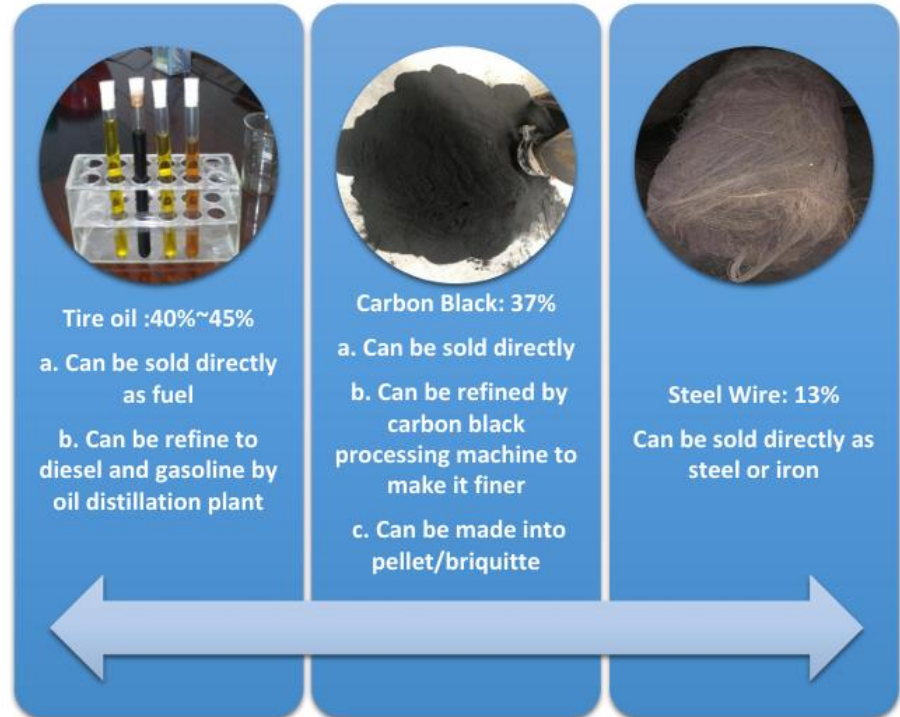 Tire oil :40%~45%
a. Can be sold directly
as fuel
b. Can be refine to
diesel and gasoline by
oil distillation plant
Carbon Black: 37%
a. Can be sold directly
b. Can be refined by
carbon black
processing machine to
make it finer
c. Can be made into
pellet/briquitte
Steel Wire: 13%
Can be sold directly as
steel or iron